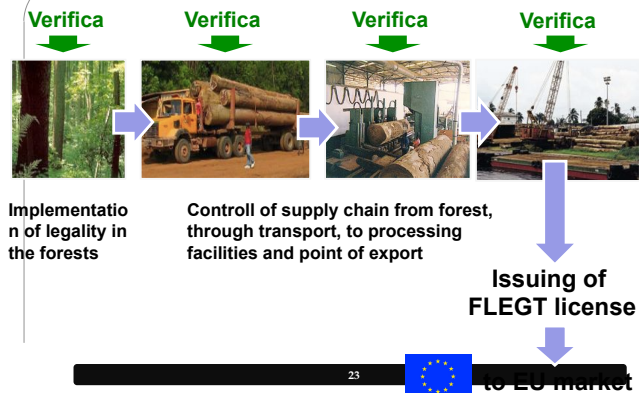 Verifica Verifica Verifica Verifica
Implementatio
n of legality in
the forests
Controll of supply chain from forest,
through transport, to processing
facilities and point of export
Issuing of
FLEGT license
23
to EU market